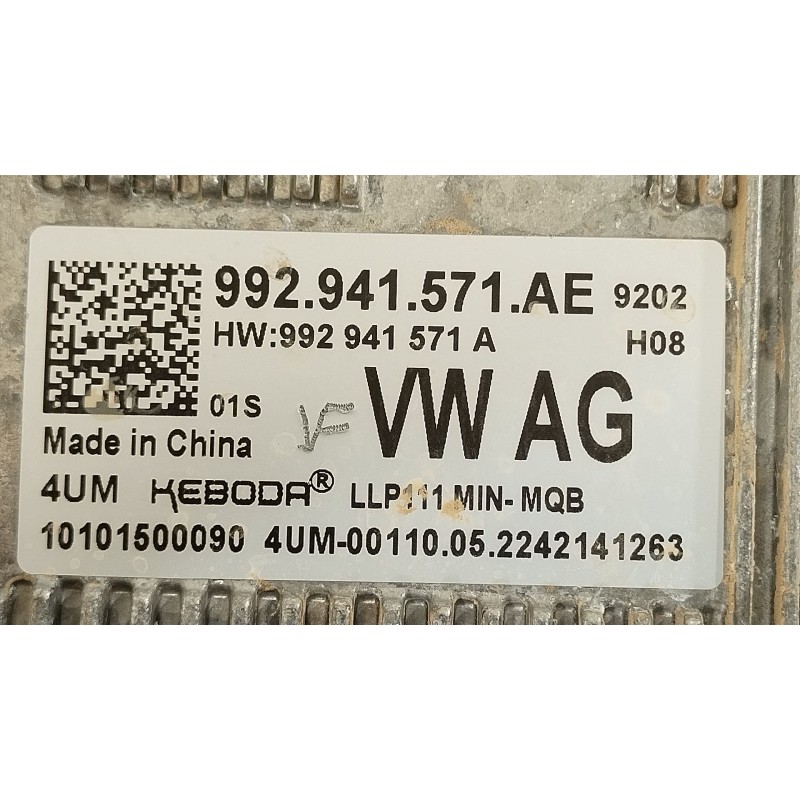 992.941.571.AE 9202
HW:992 941 571 A H08
01S VF VW AG
Made in China
4UM KEBODA® LLP111 MIN- MQB
10101500090 4UM-00110.05.2242141263